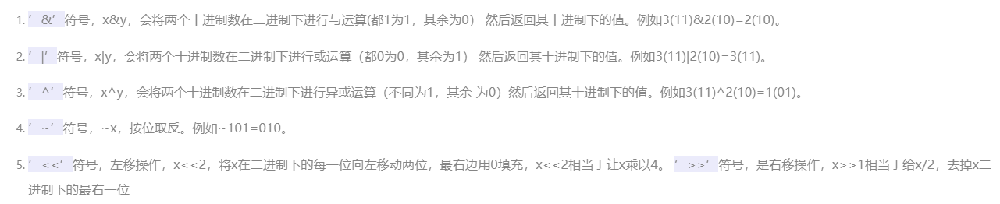 1. ’ &’ 符号，x&y，会将两个十进制数在二进制下进行与运算(都1为1，其余为0） 然后返回其十进制下的值。例如3(11)&2(10)=2(10)。
2. ’ |’ 符号，x|y，会将两个十进制数在二进制下进行或运算（都0为0，其余为1） 然后返回其十进制下的值。例如3(11)|2(10)=3(11)。
3. ’ ^’ 符号，x^y，会将两个十进制数在二进制下进行异或运算（不同为1，其余 为0）然后返回其十进制下的值。例如3(11)^2(10)=1(01)。
4. ’ ~’ 符号，~x，按位取反。例如~101=010。
5. ’ <<’ 符号，左移操作，x<<2，将x在二进制下的每一位向左移动两位，最右边用0填充，x<<2相当于让x乘以4。 ’ >>’ 符号，是右移操作，x>>1相当于给x/2，去掉x二
进制下的最右一位